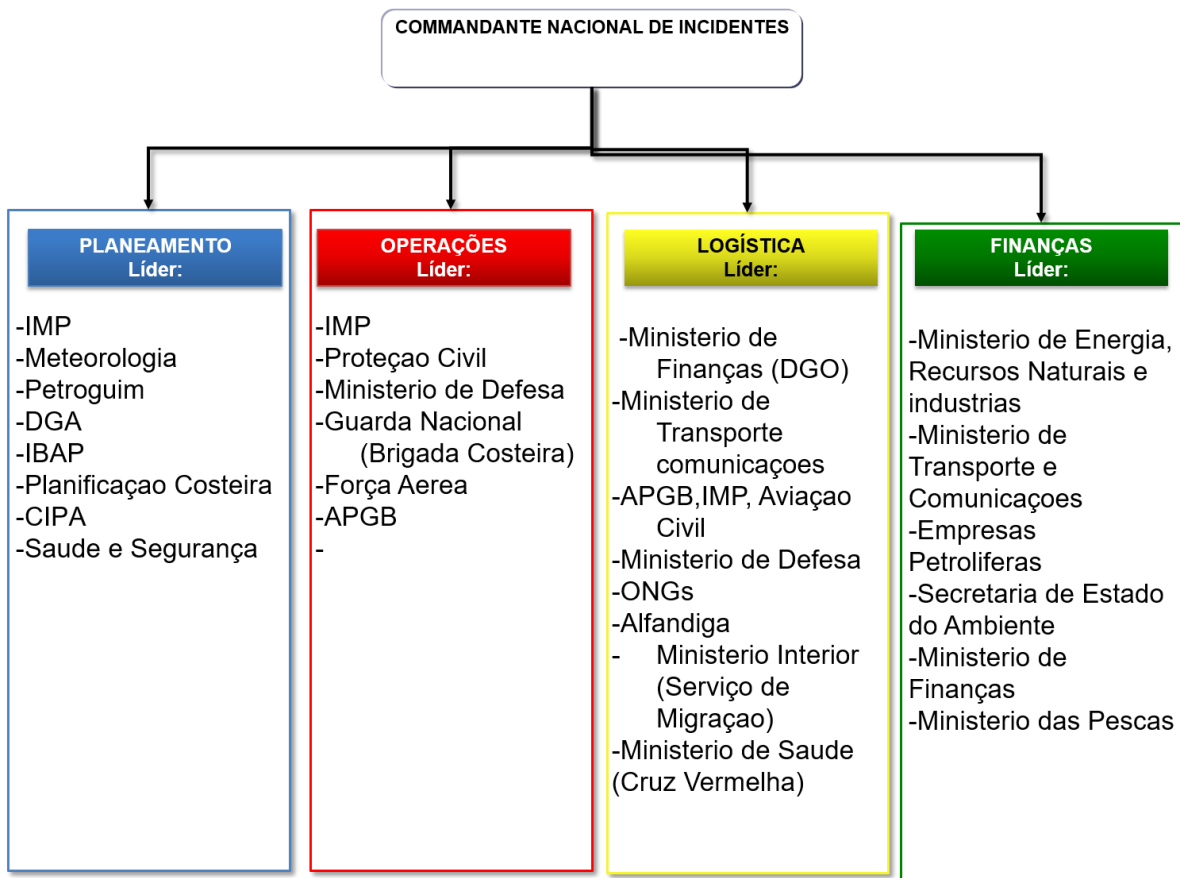 COMMANDANTE NACIONAL DE INCIDENTES
PLANEAMENTO
Líder:
-IMP
-Meteorologia
-Petroguim
-DGA
-IBAP
-Planificaçao Costeira
-CIPA
-Saude e Segurança
OPERAÇÕES
Líder:
-IMP
-Proteçao Civil
-Ministerio de Defesa
-Guarda Nacional
(Brigada Costeira)
-Força Aerea
-APGB
-
LOGÍSTICA
Líder:
-Ministerio de
Finanças (DGO)
-Ministerio de
Transporte
comunicaçoes
-APGB,IMP, Aviaçao
Civil
-Ministerio de Defesa
-ONGs
-Alfandiga
- Ministerio Interior
(Serviço de
Migraçao)
-Ministerio de Saude
(Cruz Vermelha)
FINANÇAS
Líder:
-Ministerio de Energia,
Recursos Naturais e
industrias
-Ministerio de
Transporte e
Comunicaçoes
-Empresas
Petroliferas
-Secretaria de Estado
do Ambiente
-Ministerio de
Finanças
-Ministerio das Pescas